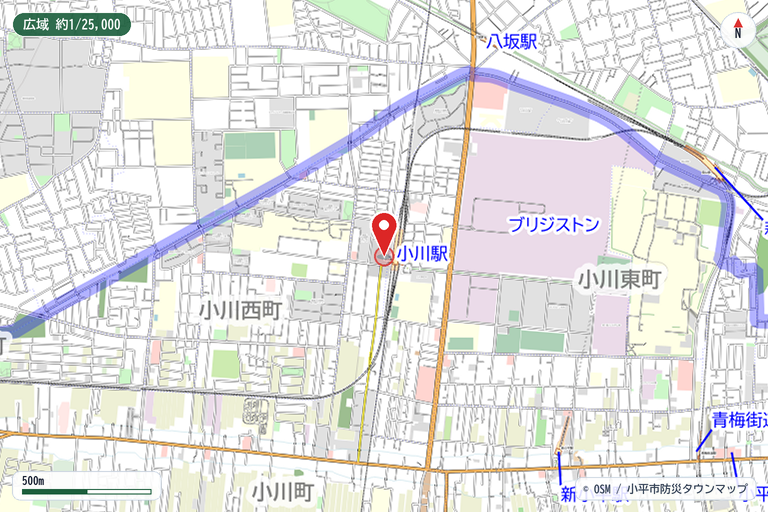 広域 約1/25,000
N
八坂駅
ブリジストン
小川駅
小川東町
小川西町
青梅街道
500m
小川町
© OSM / 小平市防災タウンマップ